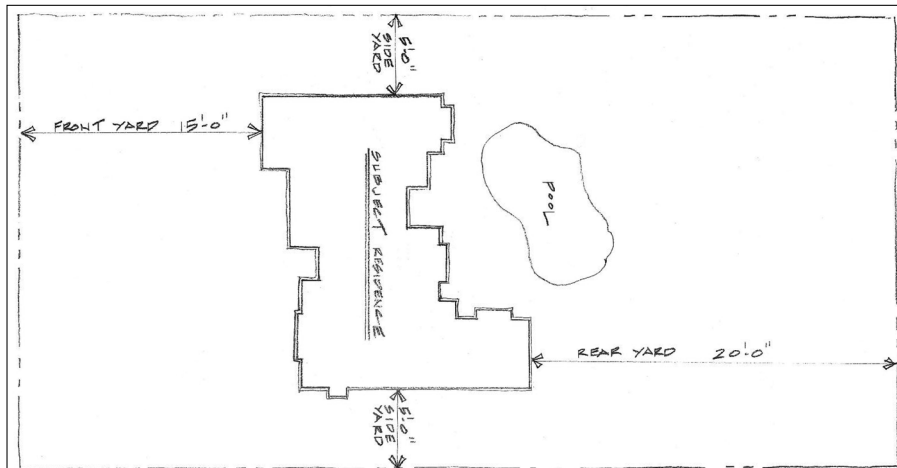 5'-0"
SIDE
YARD
FRONT YARD 15'-0"
SUBJECT RESIDENCE
POOL
REAR YARD 20'-0"
5'-0"
SIDE
YARD